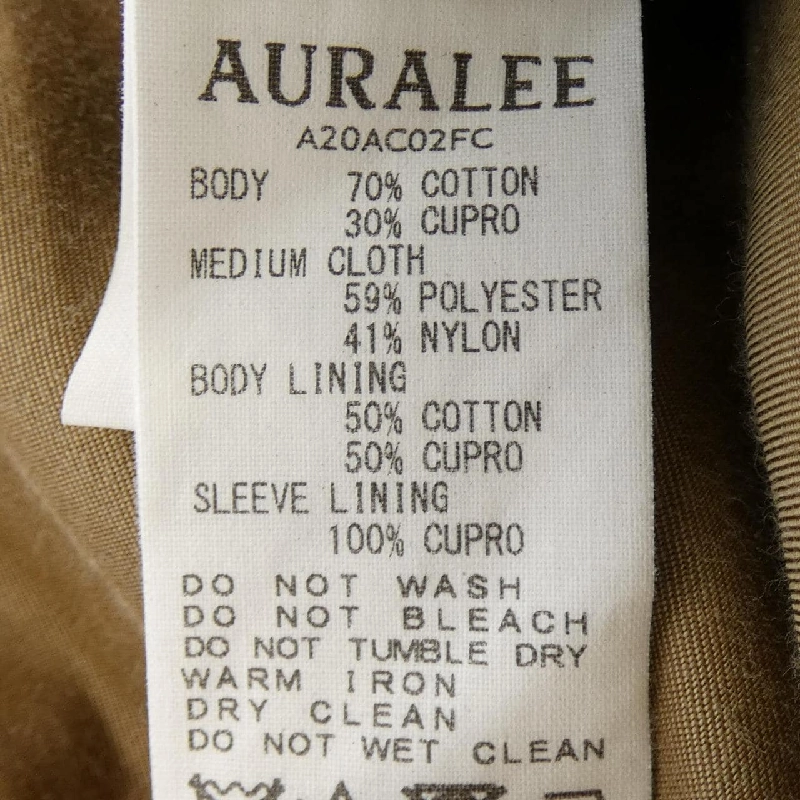 AURALEE
A20AC02FC
BODY 70% COTTON
30% CUPRO
MEDIUM CLOTH
59% POLYESTER
41% NYLON
BODY LINING
50% COTTON
50% CUPRO
SLEEVE LINING
100% CUPRO
DO NOT WASH
DO NOT BLEACH
DO NOT TUMBLE DRY
WARM IRON
DRY CLEAN
DO NOT WET CLEAN